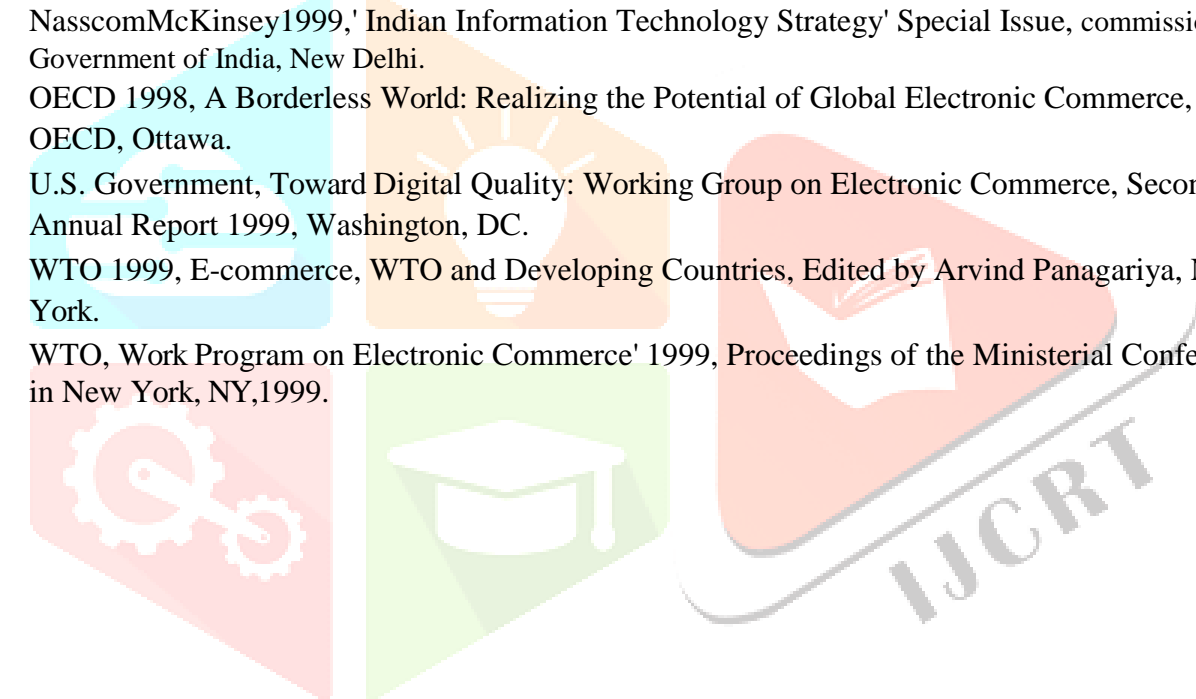 NasscomMcKinsey1999,' Indian Information Technology Strategy' Special Issue,
Government of India, New Delhi.
OECD 1998, A Borderless World: Realizing the Potential of Global Electronic Commerce,
OECD, Ottawa.
U.S. Government, Toward Digital Quality: Working Group on Electronic Commerce,
Annual Report 1999, Washington, DC.
WTO 1999, E-commerce, WTO and Developing Countries, Edited by Arvind Panagariya,
York.
WTO, Work Program on Electronic Commerce' 1999, Proceedings of the Ministerial
in New York, NY,1999.
IJCRT